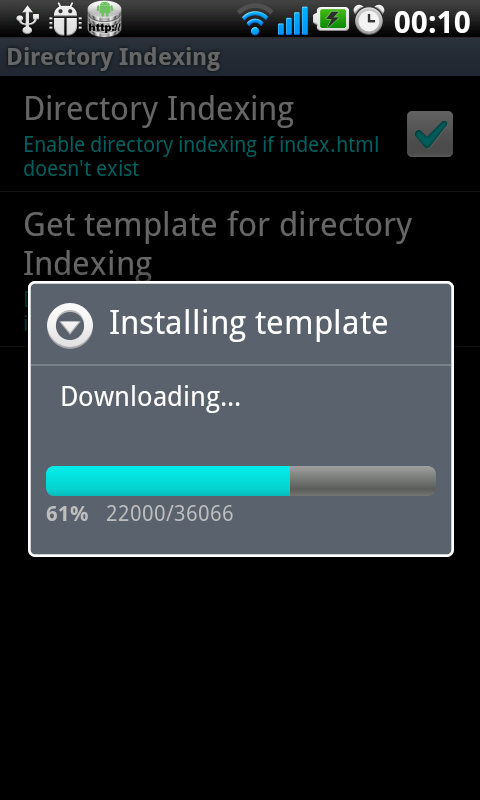 http://
00:10
Directory Indexing
Directory Indexing
Enable directory indexing if index.html
doesn't exist
Get template for directory
Indexing
Installing template
Downloading...
61% 22000/36066